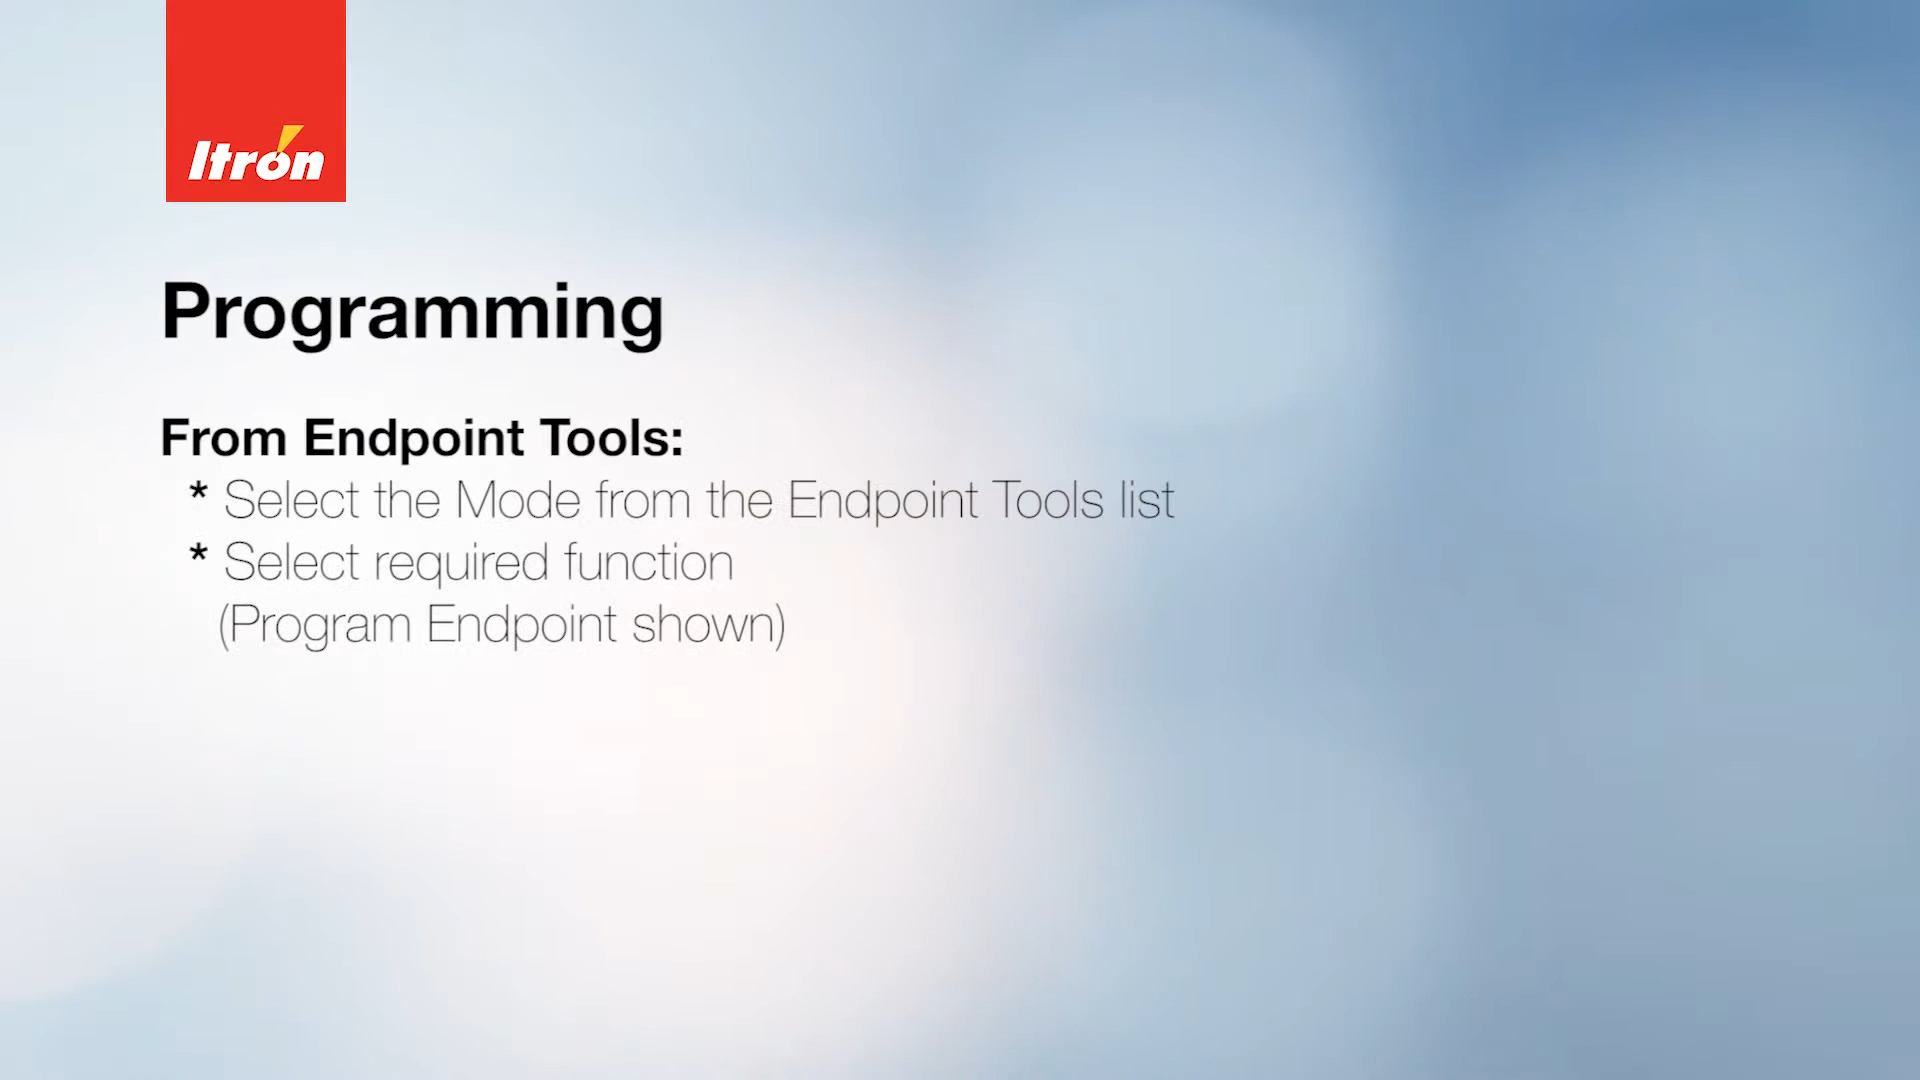 Itron
Programming
From Endpoint Tools:
* Select the Mode from the Endpoint Tools list
* Select required function
(Program Endpoint shown)